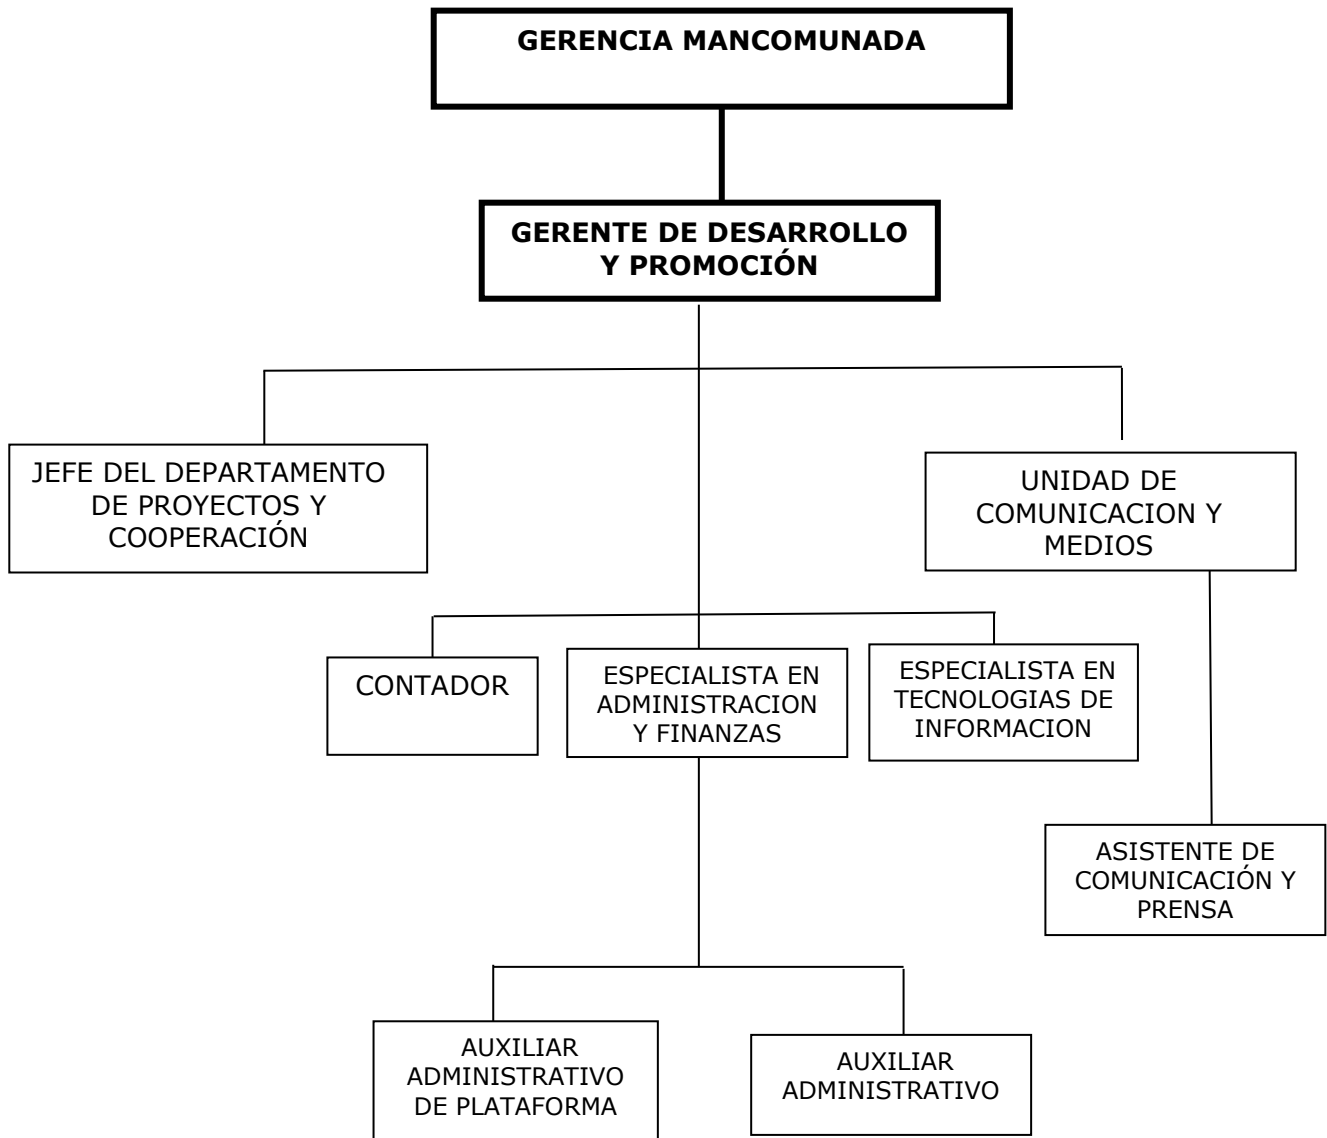 GERENCIA MANCOMUNADA
GERENTE DE DESARROLLO
Y PROMOCIÓN
JEFE DEL DEPARTAMENTO
DE PROYECTOS Y
COOPERACIÓN
UNIDAD DE
COMUNICACION Y
MEDIOS
CONTADOR
ESPECIALISTA EN
ADMINISTRACION
Y FINANZAS
ESPECIALISTA EN
TECNOLOGIAS DE
INFORMACION
ASISTENTE DE
COMUNICACIÓN Y
PRENSA
AUXILIAR
ADMINISTRATIVO
DE PLATAFORMA
AUXILIAR
ADMINISTRATIVO